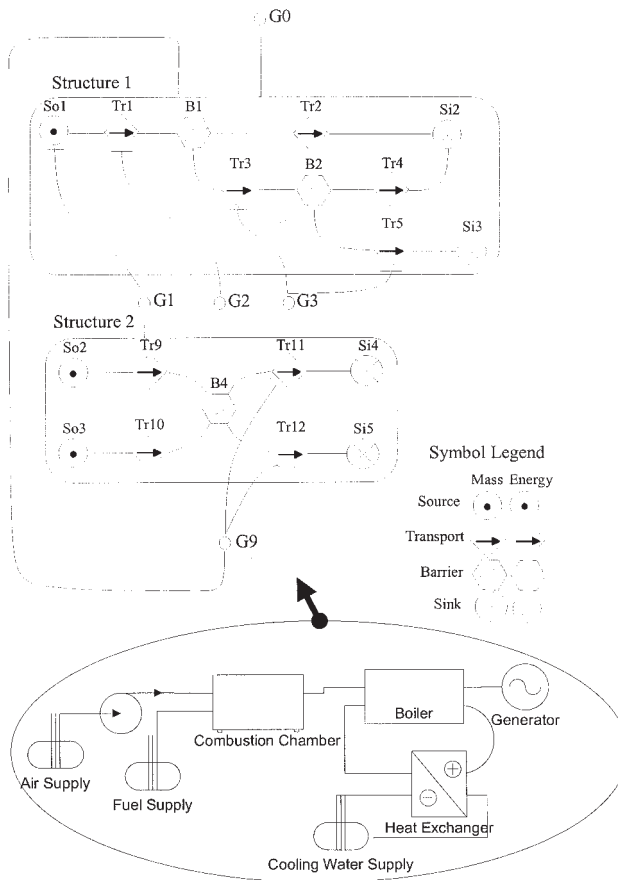 G0
Structure 1
So1 Tr1 B1 Tr2 Si2
Tr3 B2 Tr4
Tr5 Si3
G1 G2 G3
Structure 2
So2 Tr9 Tr11 Si4
B4
So3 Tr10 Tr12 Si5
G9
Symbol Legend
Mass Energy
Source
Transport
Barrier
Sink
Combustion Chamber
Boiler
Generator
Air Supply
Fuel Supply
Heat Exchanger
Cooling Water Supply